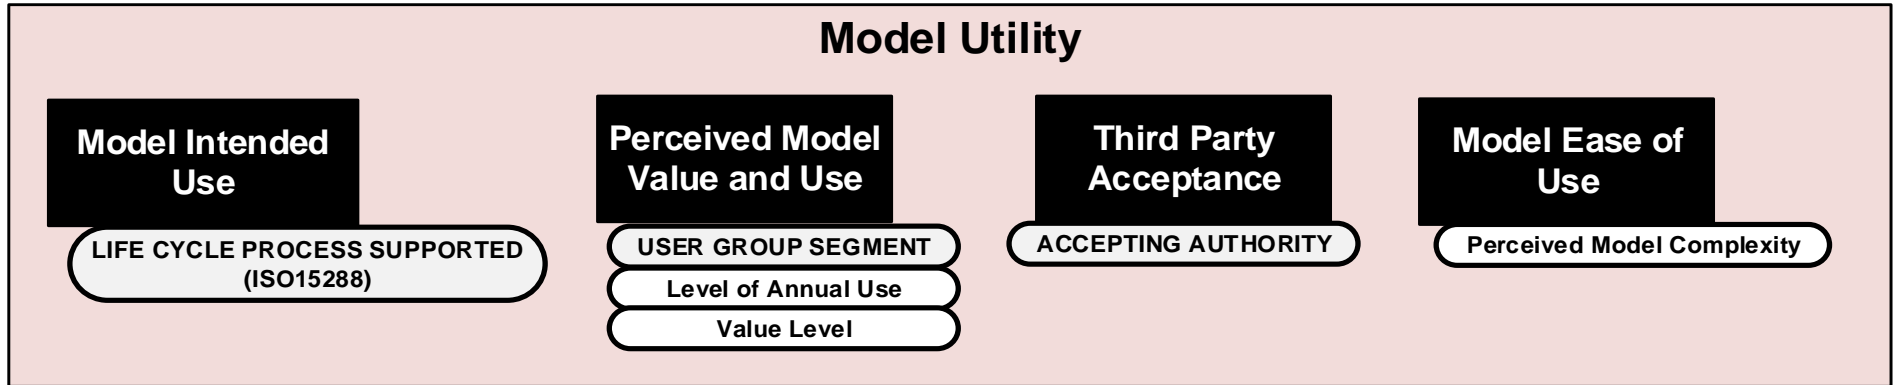 Model Utility
Model Intended
Use
LIFE CYCLE PROCESS SUPPORTED
(ISO15288)
Perceived Model
Value and Use
USER GROUP SEGMENT
Level of Annual Use
Value Level
Third Party
Acceptance
ACCEPTING AUTHORITY
Model Ease of
Use
Perceived Model Complexity